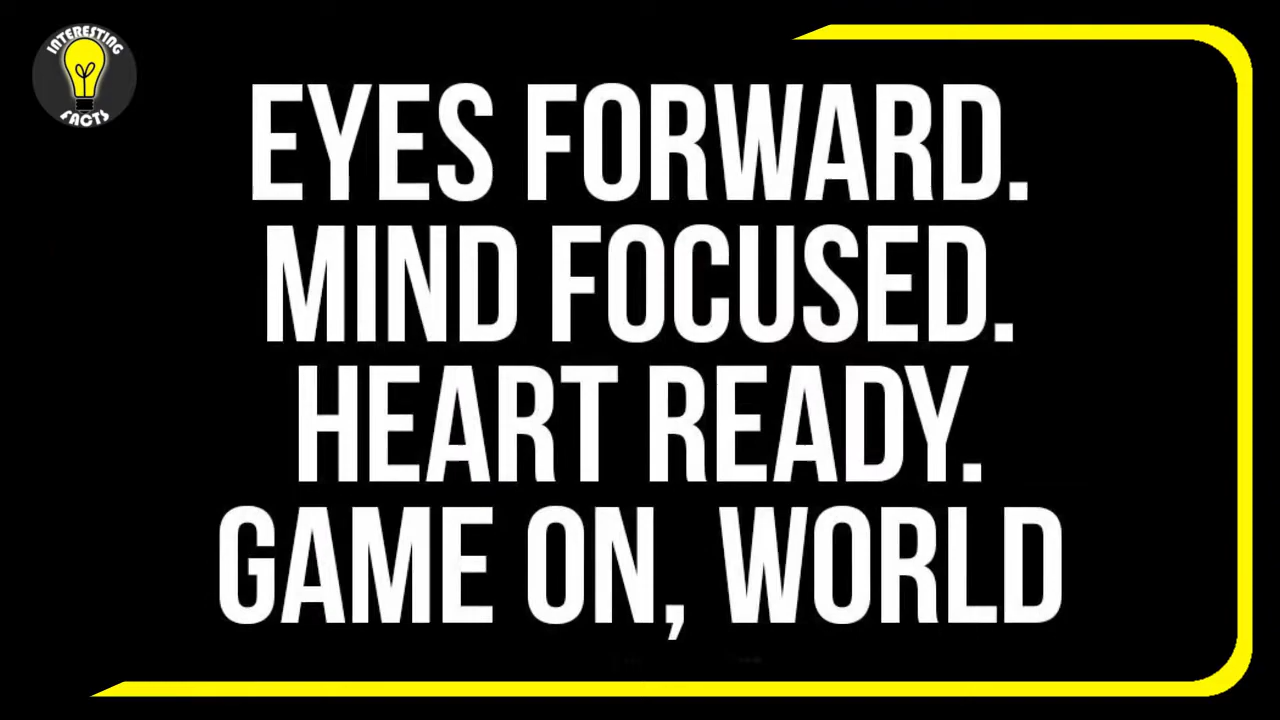 INTERESTING
FACTS
EYES FORWARD.
MIND FOCUSED.
HEART READY.
GAME ON, WORLD